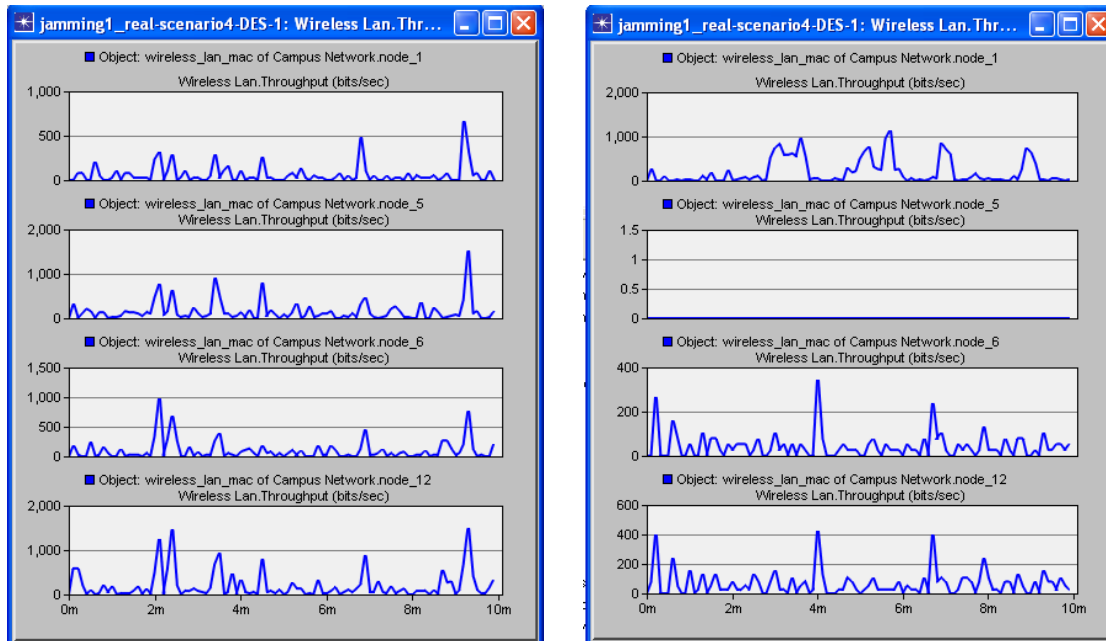 jamming1_real-scenario4-DES-1: Wireless Lan.Thr...
Object: wireless_lan_mac of Campus Network.node_1
Wireless Lan.Throughput (bits/sec)
1,000
500
0
Object: wireless_lan_mac of Campus Network.node_5
Wireless Lan.Throughput (bits/sec)
2,000
1,000
0
Object: wireless_lan_mac of Campus Network.node_6
Wireless Lan.Throughput (bits/sec)
1,500
1,000
500
0
Object: wireless_lan_mac of Campus Network.node_12
Wireless Lan.Throughput (bits/sec)
2,000
1,000
0
0m 2m 4m 6m 8m 10m
jamming1_real-scenario4-DES-1: Wireless Lan.Thr...
Object: wireless_lan_mac of Campus Network.node_1
Wireless Lan.Throughput (bits/sec)
2,000
1,000
0
Object: wireless_lan_mac of Campus Network.node_5
Wireless Lan.Throughput (bits/sec)
1.5
1
0.5
0
Object: wireless_lan_mac of Campus Network.node_6
Wireless Lan.Throughput (bits/sec)
400
200
0
Object: wireless_lan_mac of Campus Network.node_12
Wireless Lan.Throughput (bits/sec)
600
400
200
0
0m 2m 4m 6m 8m 10m